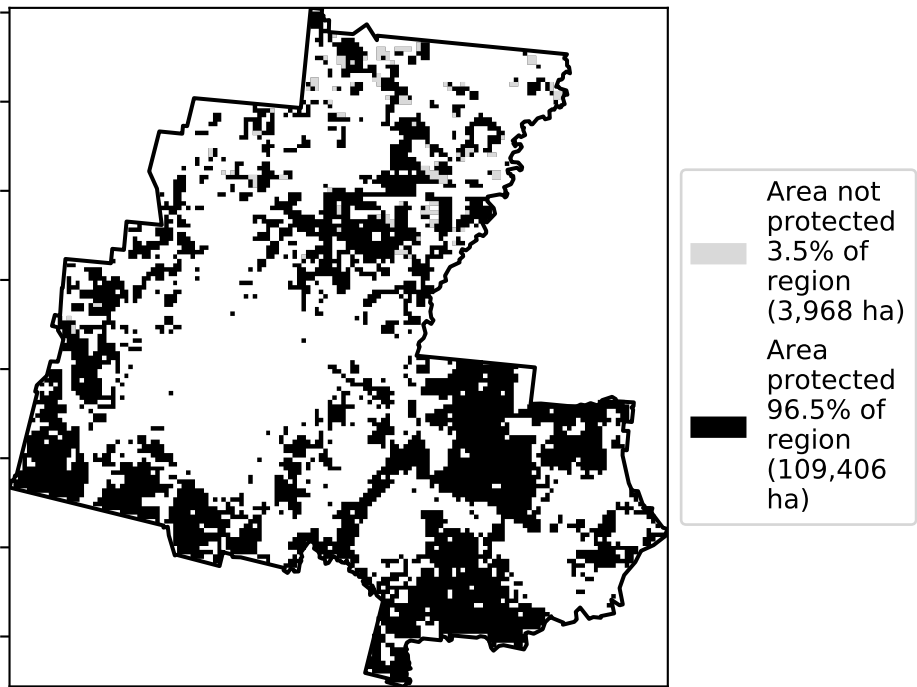 Area not
protected
3.5% of
region
(3,968 ha)
Area
protected
96.5% of
region
(109,406
ha)